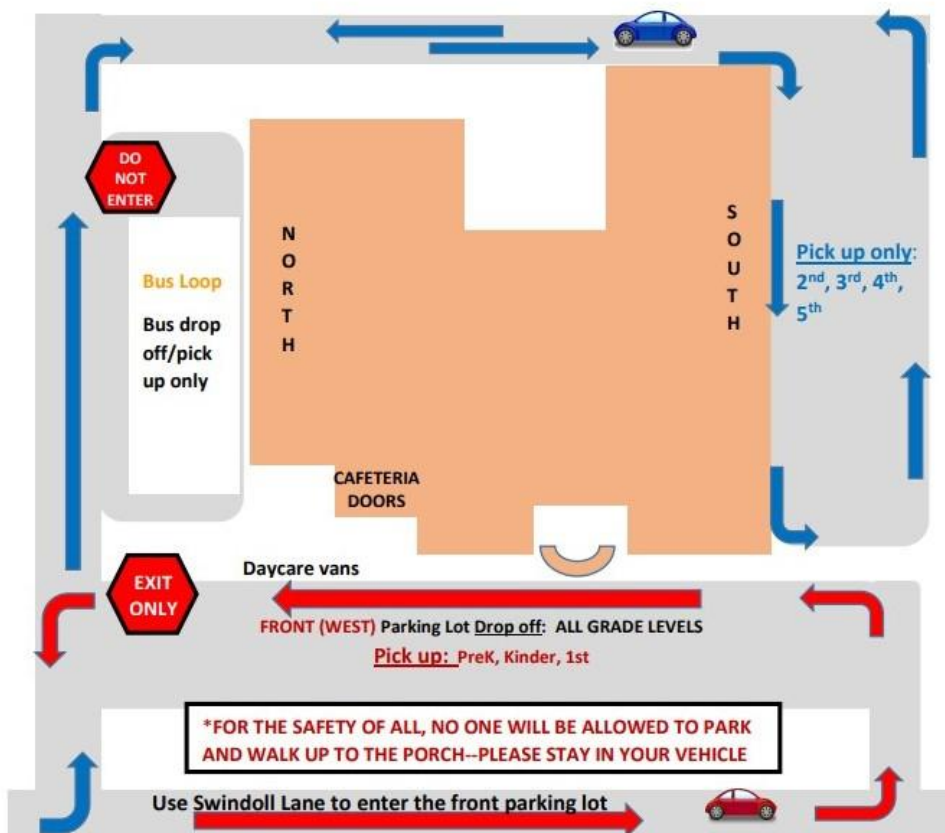 DO
NOT
ENTER
Bus Loop
Bus drop
off/pick
up only
N
O
R
T
H
S
O
U
T
H
Pick up only:
2nd, 3rd, 4th,
5th
CAFETERIA
DOORS
EXIT
ONLY
Daycare vans
FRONT (WEST) Parking Lot Drop off: ALL GRADE LEVELS
Pick up: PreK, Kinder, 1st
*FOR THE SAFETY OF ALL, NO ONE WILL BE ALLOWED TO PARK
AND WALK UP TO THE PORCH--PLEASE STAY IN YOUR VEHICLE
Use Swindoll Lane to enter the front parking lot